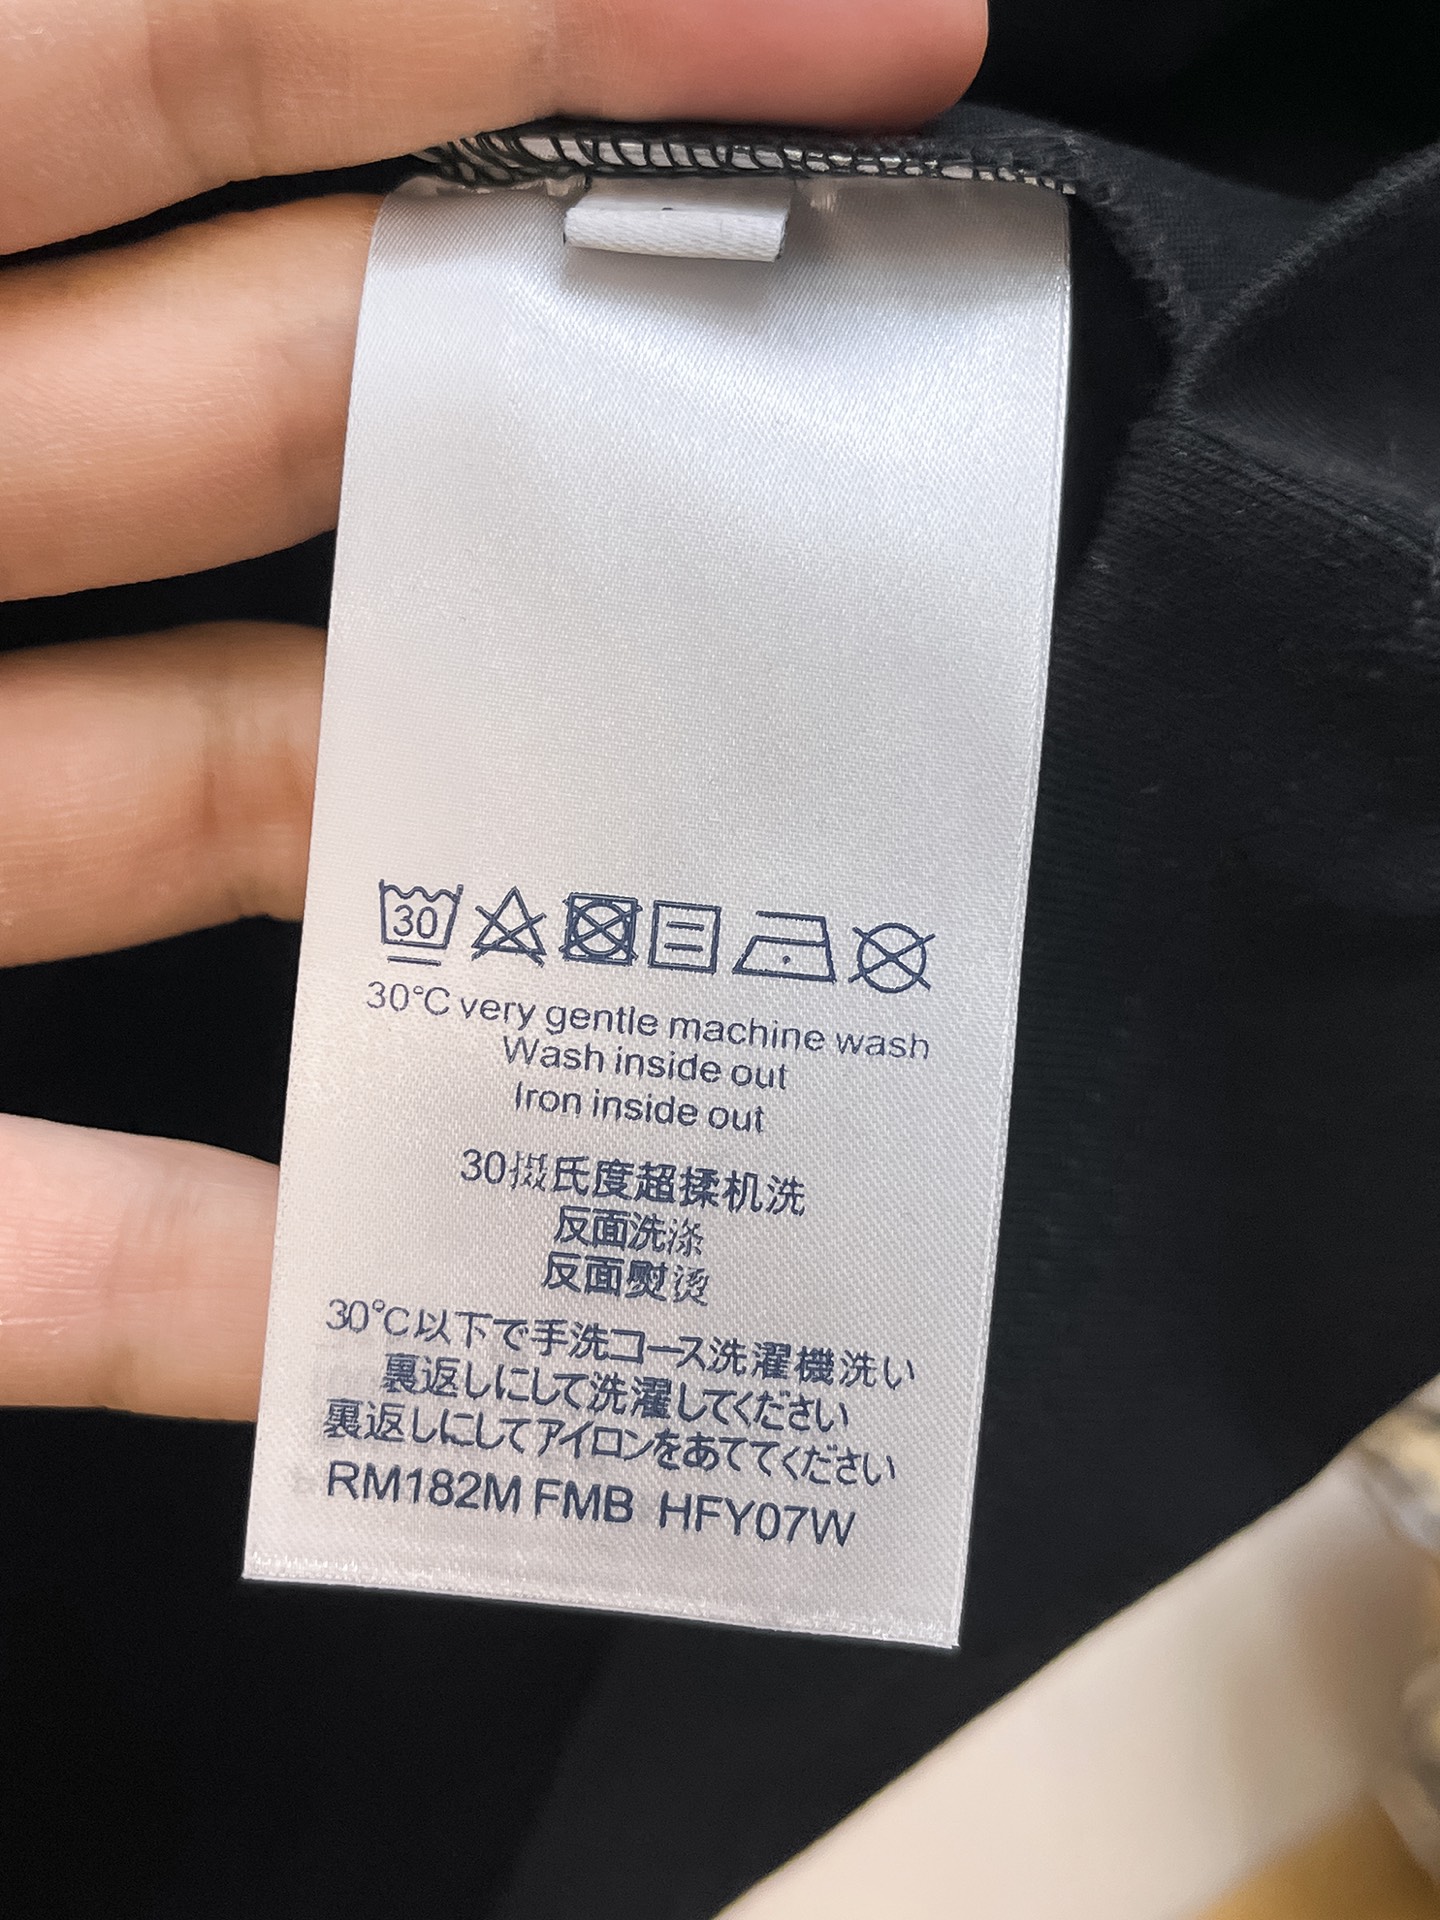 30
30°C very gentle machine wash
Wash inside out
Iron inside out
30摄氏度超揉机洗
反面洗涤
反面熨烫
30°C以下で手洗コース洗濯機洗い
裏返しにして洗濯してください
裏返しにしてアイロンをあててください
RM182M FMB HFY07W